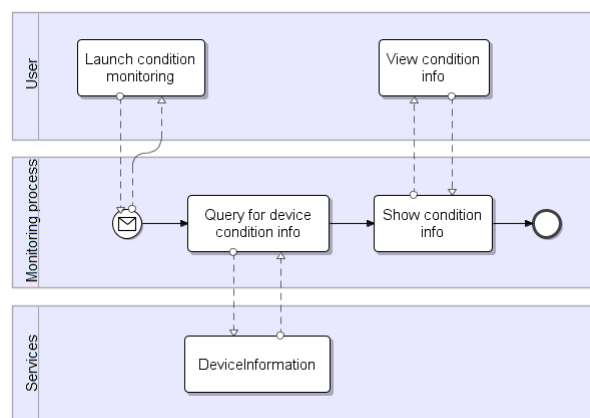 User
Launch condition
monitoring
View condition
info
Monitoring process
Query for device
condition info
Show condition
info
Services
DeviceInformation